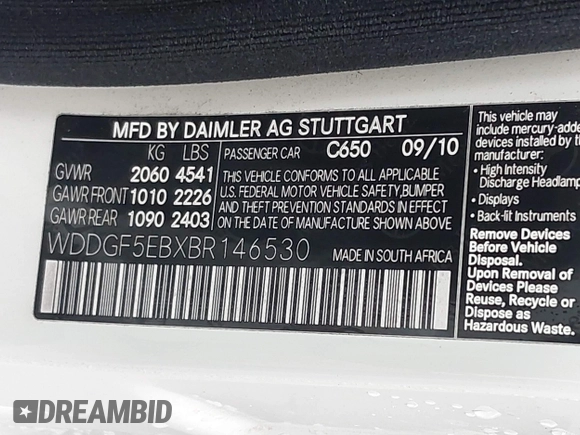 MFD BY DAIMLER AG STUTTGART
KG LBS PASSENGER CAR C650 09/10
GVWR 2060 4541
GAWR FRONT 1010 2226
GAWR REAR 1090 2403
THIS VEHICLE CONFORMS TO ALL APPLICABLE
U.S. FEDERAL MOTOR VEHICLE SAFETY,BUMPER
AND THEFT PREVENTION STANDARDS IN EFFECT
ON THE DATE OF MANUFACTURE SHOWN ABOVE.
WDDGF5EBXBR146530
MADE IN SOUTH AFRICA
This vehicle may
include mercury-adde
devices installed by t
manufacturer:
• High Intensity
Discharge Headlamp
• Displays
• Back-lit Instruments
Remove Devices
Before Vehicle
Disposal.
Upon Removal of
Devices Please
Reuse, Recycle or
Dispose as
Hazardous Waste.
DREAMBID